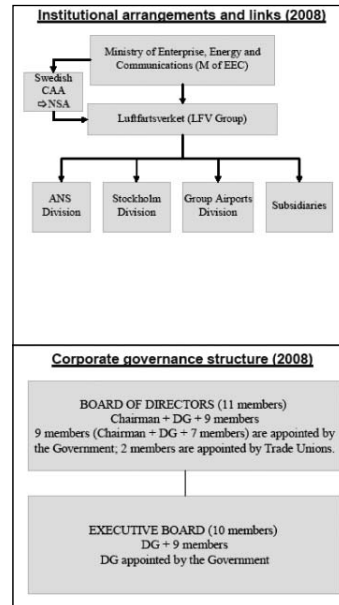 Institutional arrangements and links (2008)
Ministry of Enterprise, Energy and
Communications (M of EEC)
Swedish
CAA
⇨NSA
Luftfartsverket (LFV Group)
ANS
Division
Stockholm
Division
Group Airports
Division
Subsidiaries
Corporate governance structure (2008)
BOARD OF DIRECTORS (11 members)
Chairman + DG + 9 members
9 members (Chairman + DG + 7 members) are appointed by
the Government; 2 members are appointed by Trade Unions.
EXECUTIVE BOARD (10 members)
DG + 9 members
DG appointed by the Government